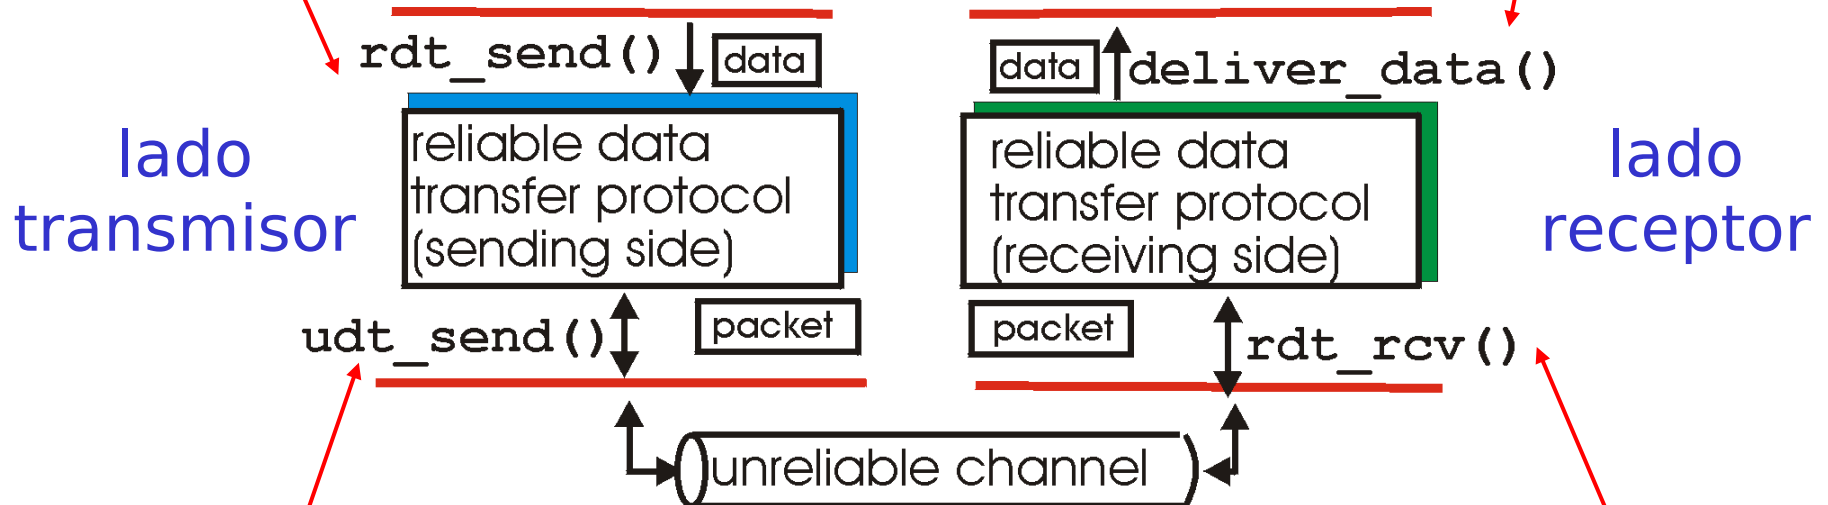 rdt_send()
data
data
deliver_data()
lado
transmisor
reliable data
transfer protocol
(sending side)
reliable data
transfer protocol
(receiving side)
lado
receptor
udt_send()
packet
packet
rdt_rcv()
unreliable channel